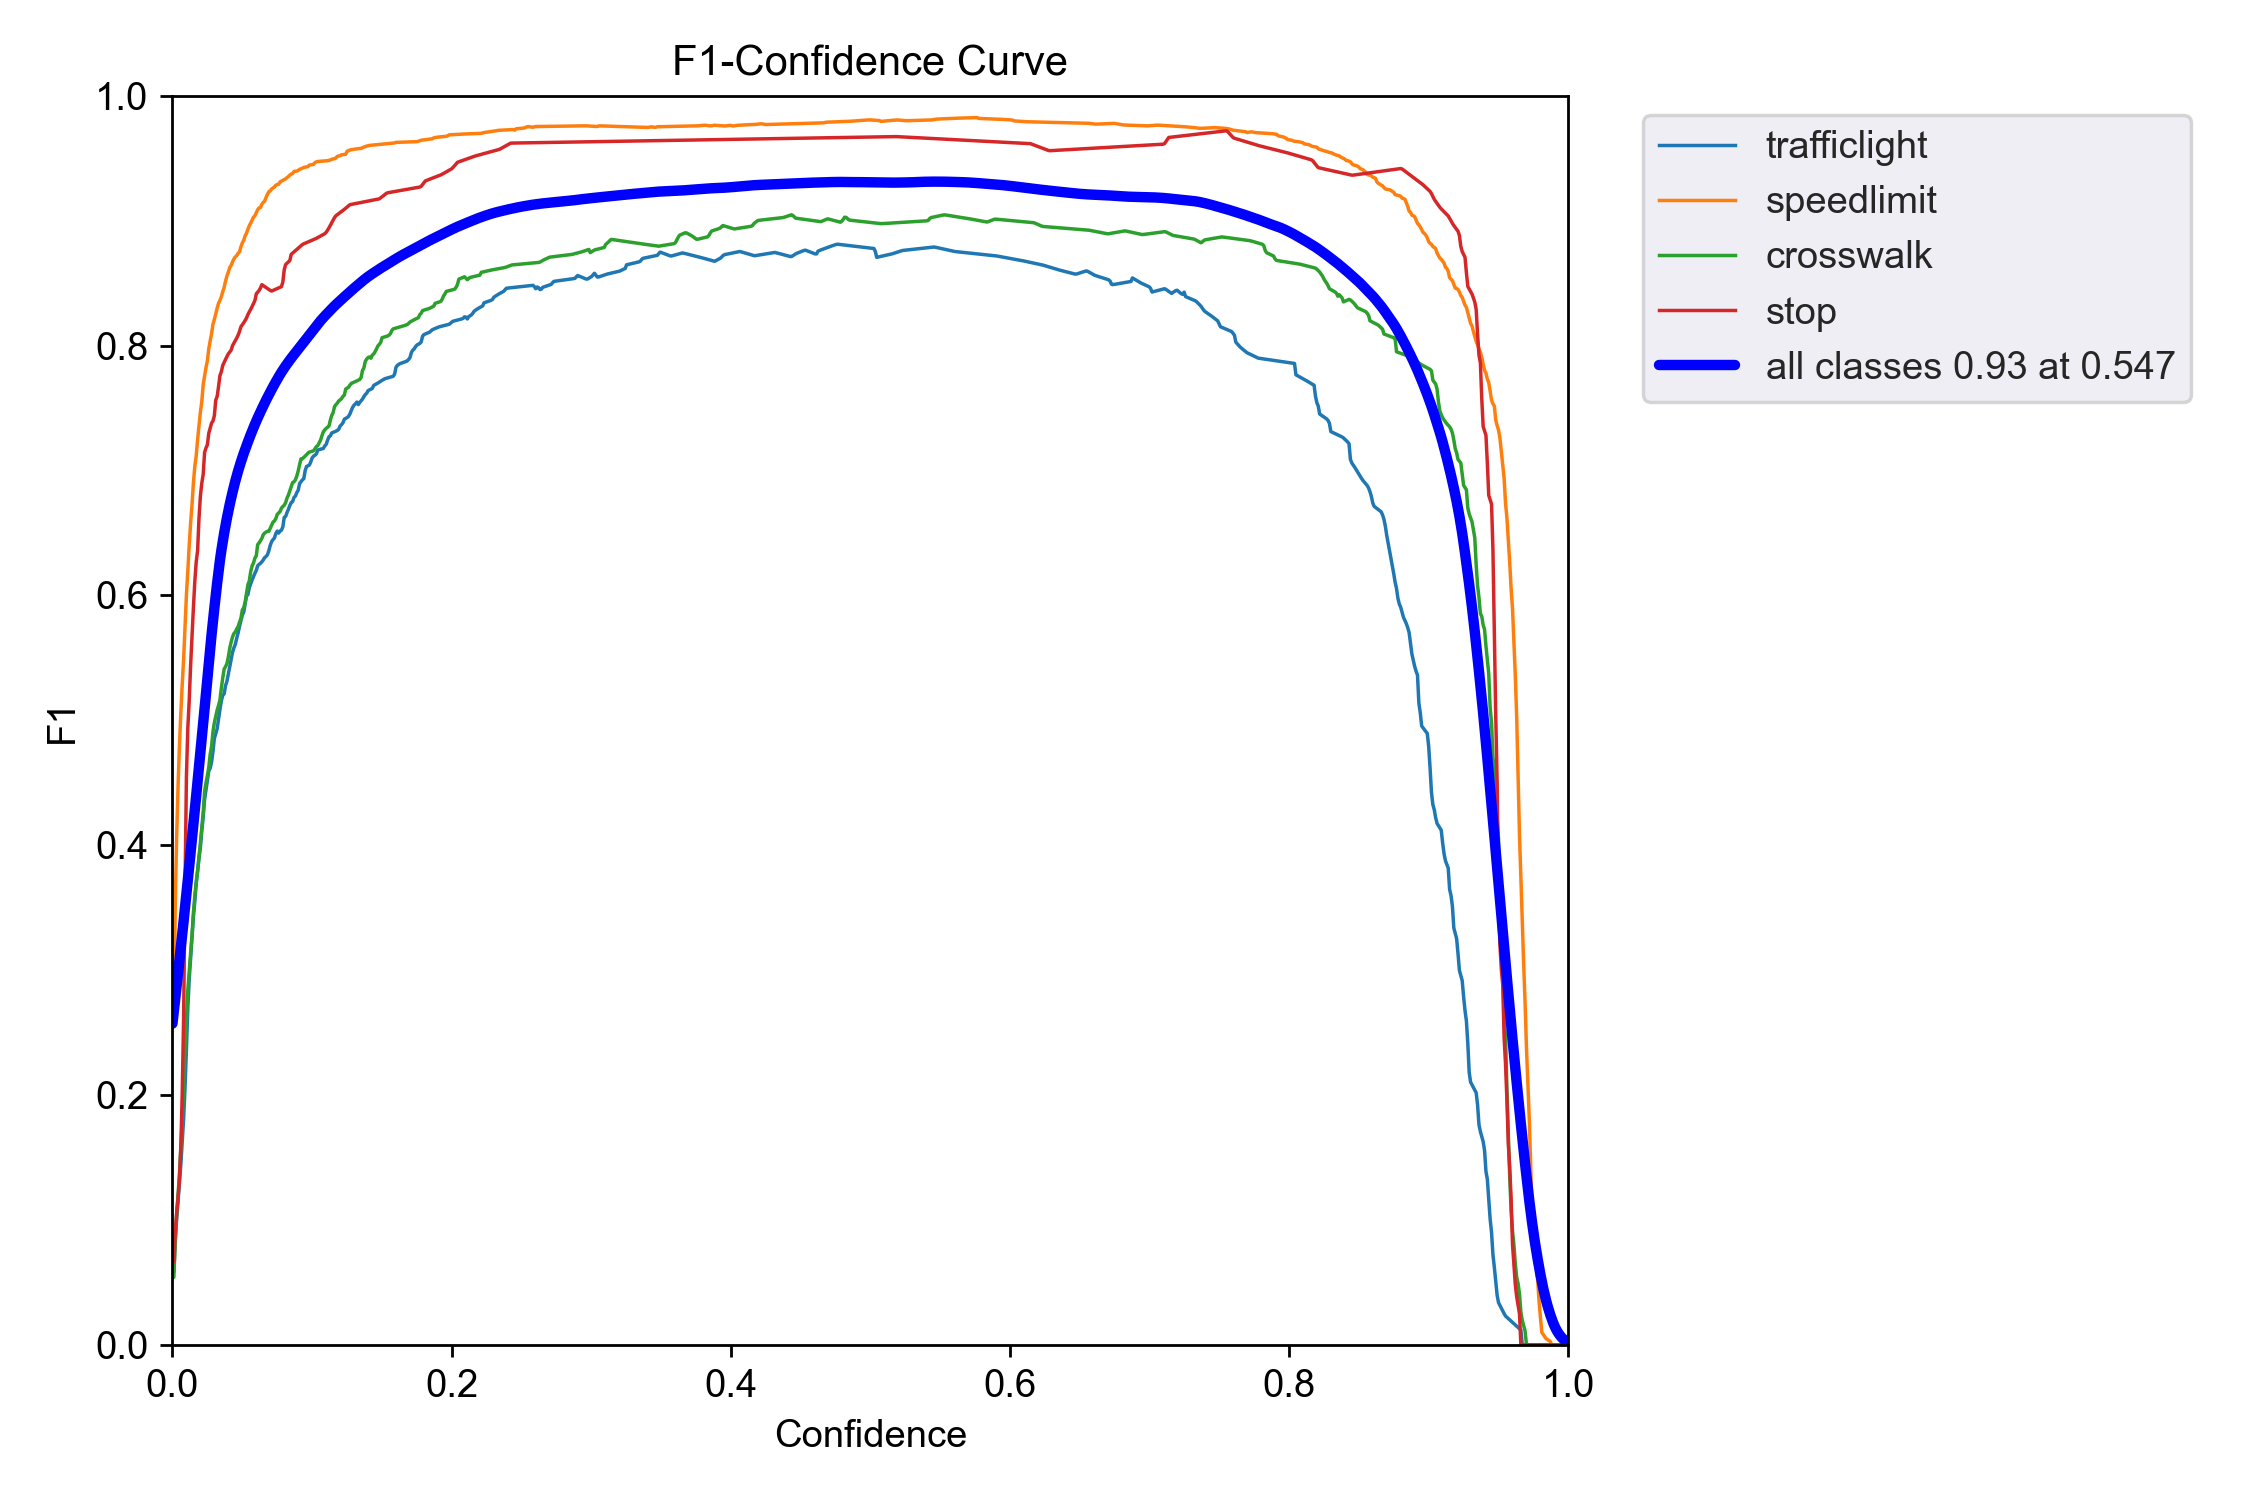 F1-Confidence Curve
1.0
0.8
0.6
0.4
0.2
0.0
F1
0.0 0.2 0.4 0.6 0.8 1.0
Confidence
trafficlight
speedlimit
crosswalk
stop
all classes 0.93 at 0.547